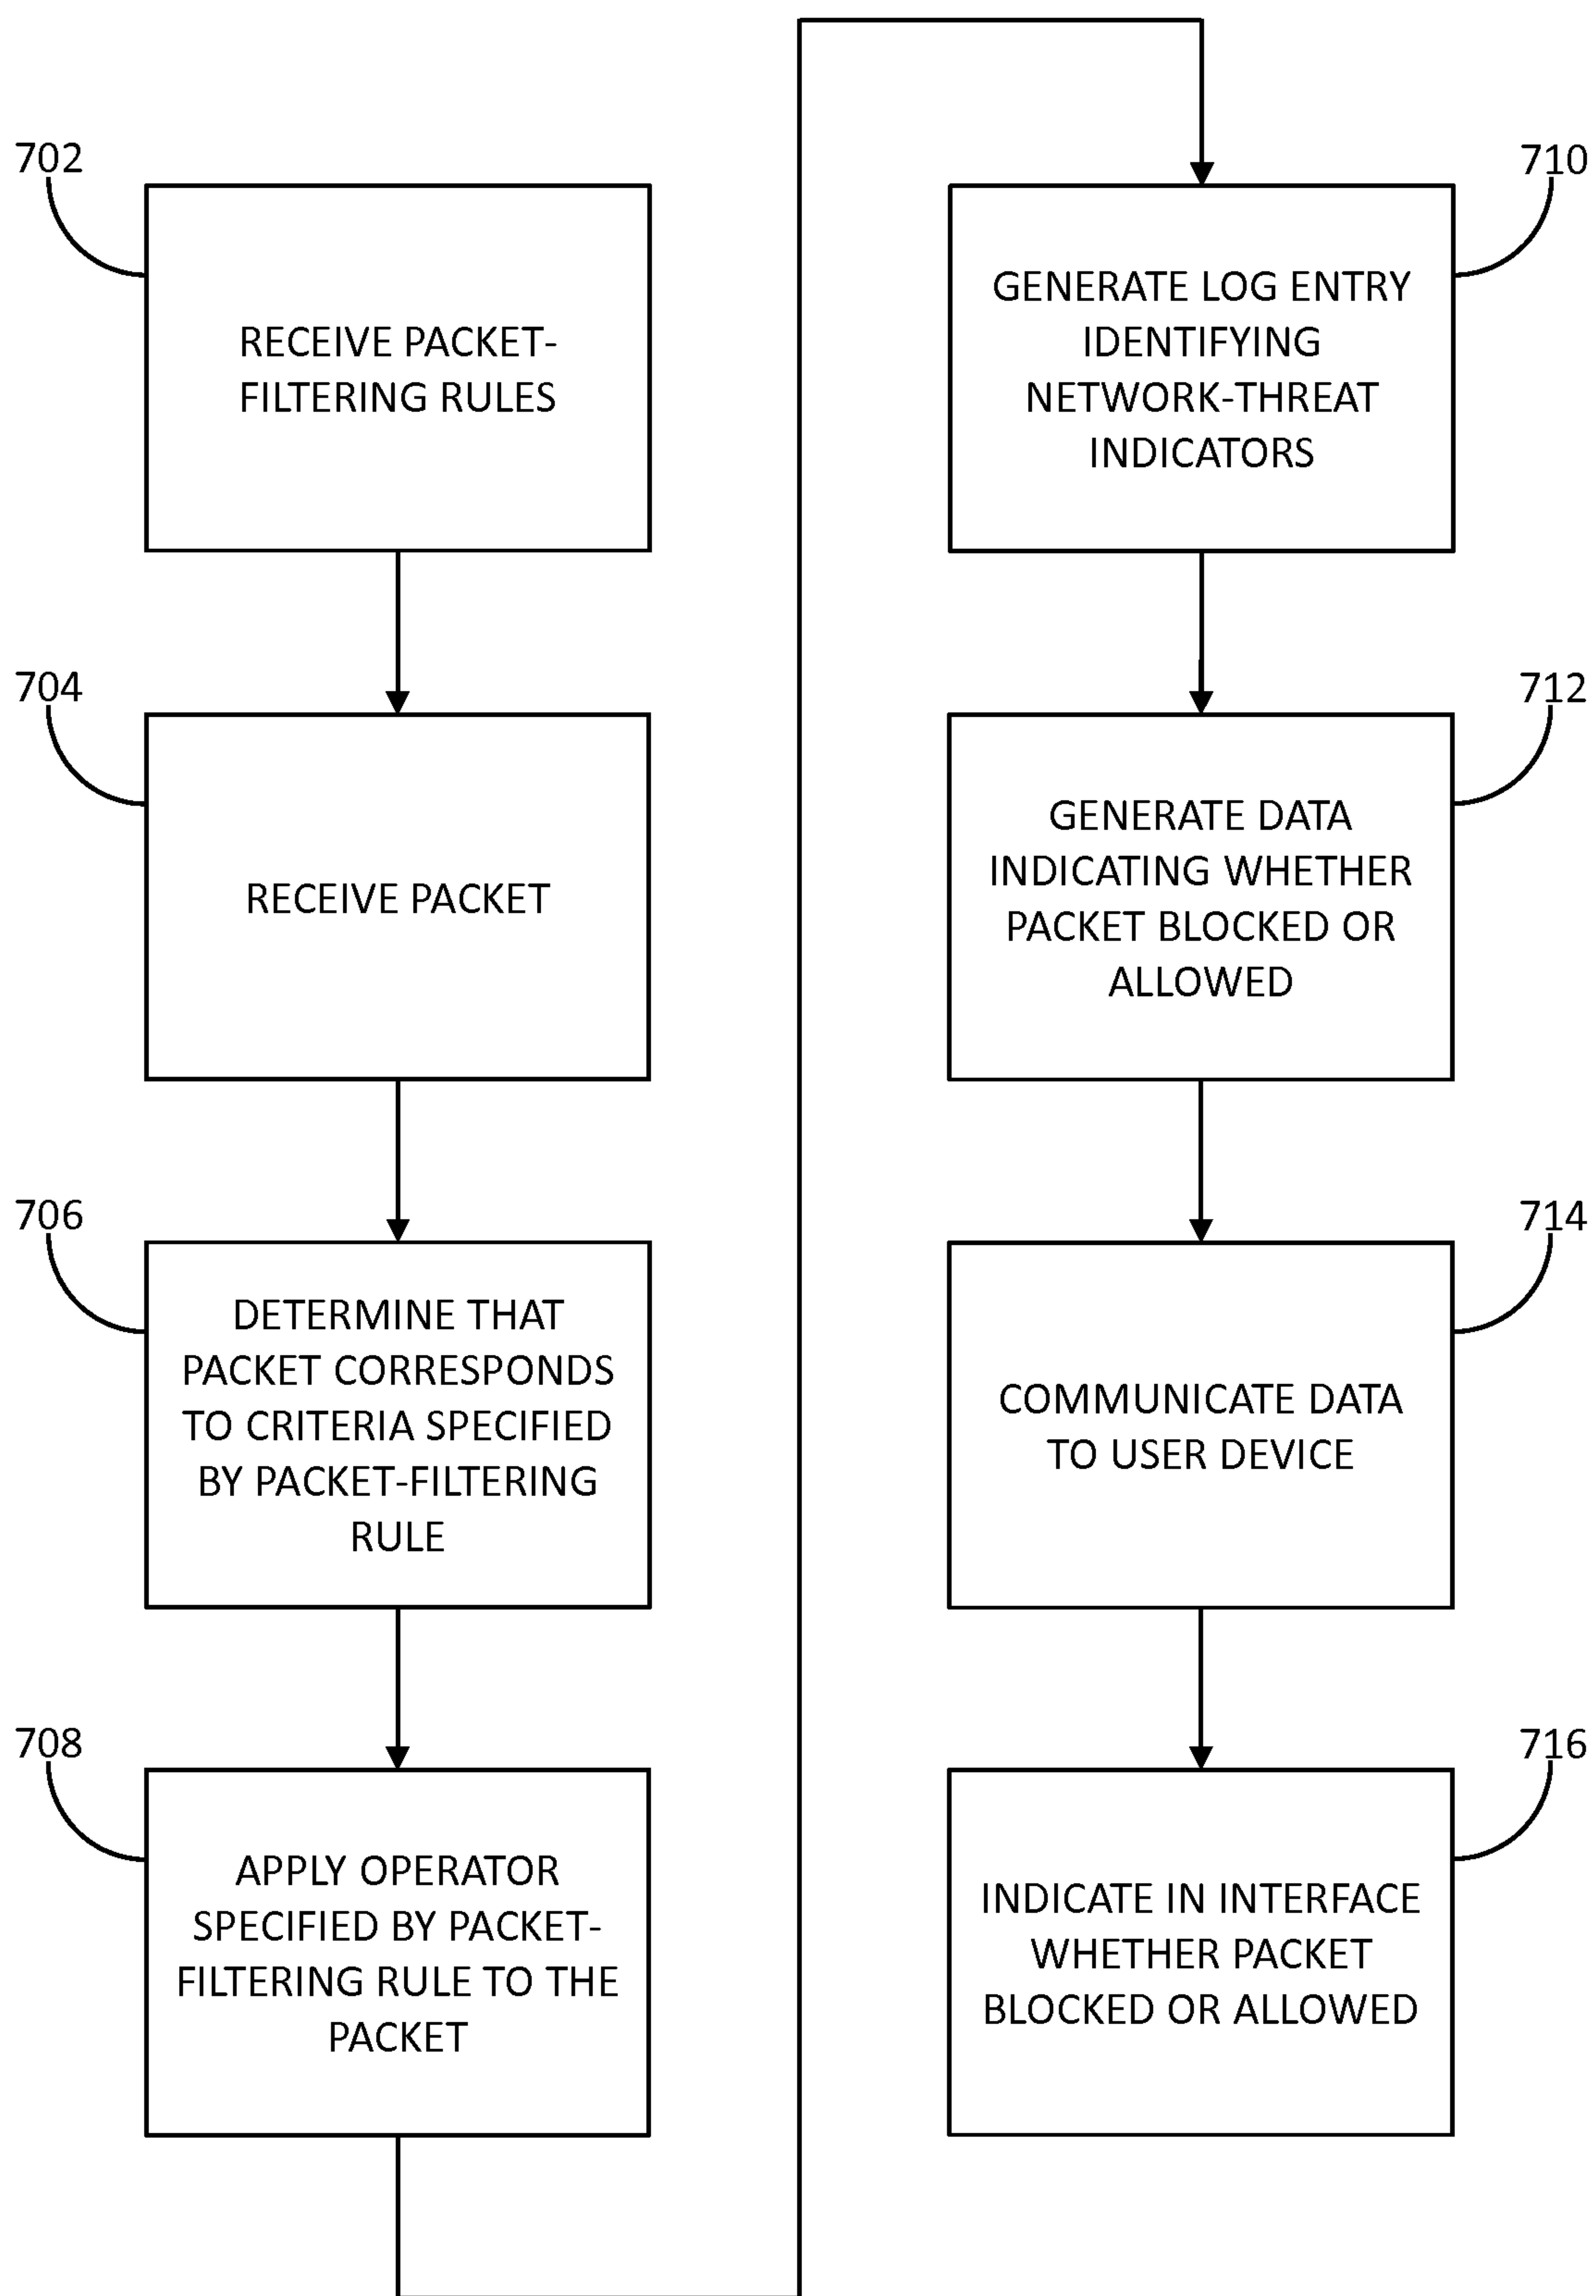 702
RECEIVE PACKET-
FILTERING RULES
704
RECEIVE PACKET
706
DETERMINE THAT
PACKET CORRESPONDS
TO CRITERIA SPECIFIED
BY PACKET-FILTERING
RULE
708
APPLY OPERATOR
SPECIFIED BY PACKET-
FILTERING RULE TO THE
PACKET
710
GENERATE LOG ENTRY
IDENTIFYING
NETWORK-THREAT
INDICATORS
712
GENERATE DATA
INDICATING WHETHER
PACKET BLOCKED OR
ALLOWED
714
COMMUNICATE DATA
TO USER DEVICE
716
INDICATE IN INTERFACE
WHETHER PACKET
BLOCKED OR ALLOWED